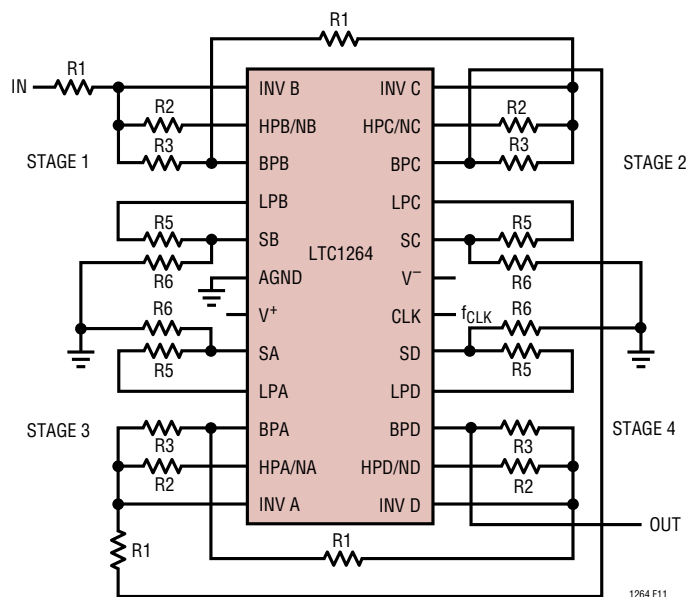 R1
R1
IN
INV B
INV C
R2
HPB/NB
HPC/NC
R2
R3
BPB
BPC
R3
STAGE 1
STAGE 2
LPB
LPC
R5
SB
SC
R5
LTC1264
R6
AGND
V–
R6
R6
V+
CLK
fCLK
R6
R5
SA
SD
R5
LPA
LPD
STAGE 3
STAGE 4
R3
BPA
BPD
R3
R2
HPA/NA
HPD/ND
R2
INV A
INV D
OUT
R1
R1
1264 F11